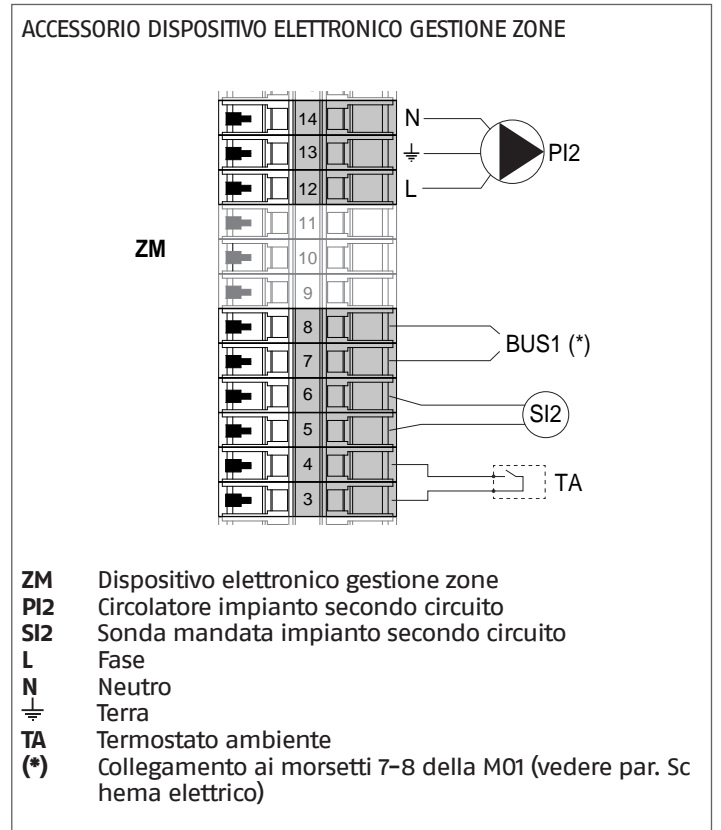 ACCESSORIO DISPOSITIVO ELETTRONICO GESTIONE ZONE
14 N
13 PI2
12 L
11
ZM
10
9
8
BUS1 (*)
7
6
SI2
5
4
TA
3
ZM Dispositivo elettronico gestione zone
PI2 Circolatore impianto secondo circuito
SI2 Sonda mandata impianto secondo circuito
L Fase
N Neutro
⏚ Terra
TA Termostato ambiente
(*) Collegamento ai morsetti 7-8 della M01 (vedere par. Sc
hema elettrico)